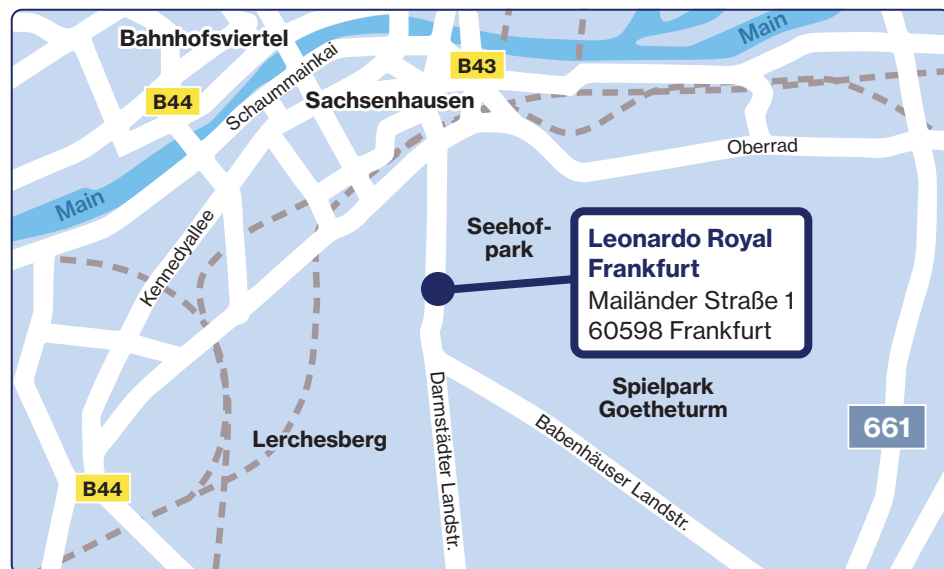 Bahnhofsviertel
Main
B43
Schaummainkai
B44
Sachsenhausen
Oberrad
Main
Kennedyallee
Seehof-
park
Leonardo Royal
Frankfurt
Mailänder Straße 1
60598 Frankfurt
Spielpark
Goetheturm
Darmstädter Landstr.
Babenhäuser Landstr.
661
Lerchesberg
B44